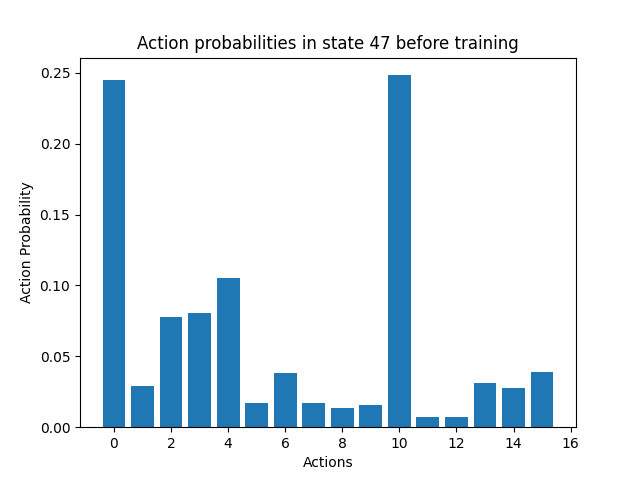 Action probabilities in state 47 before training
0.25
0.20
0.15
0.10
0.05
0.00
Action Probability
0 2 4 6 8 10 12 14 16
Actions